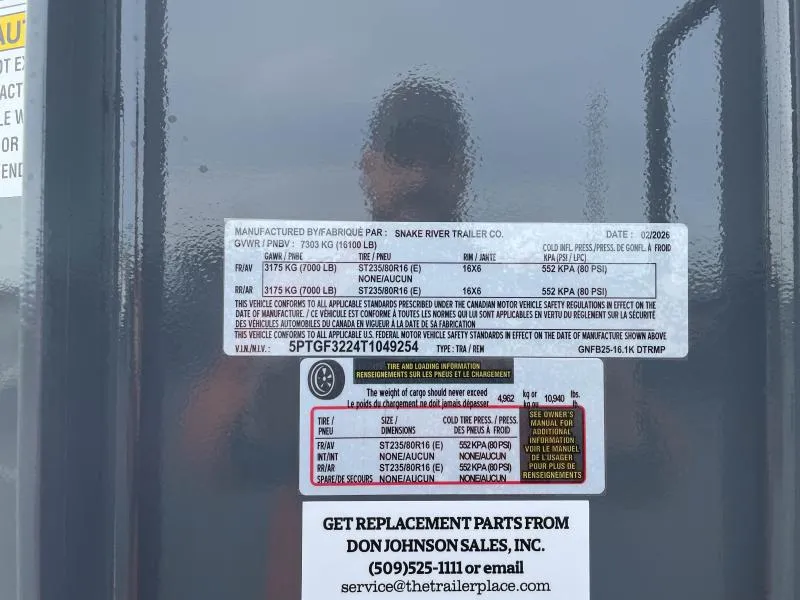 AUT
OT EX
ACT
LE W
OR
END
MANUFACTURED BY/FABRIQUÉ PAR : SNAKE RIVER TRAILER CO. DATE : 02/2026
GVWR / PNBV : 7303 KG (16100 LB) COLD INFL. PRESS./PRESS. DE GONFL. À FROID
GAWR / PNBE TIRE / PNEU RIM / JANTE KPA (PSI / LPC)
FR/AV 3175 KG (7000 LB) ST235/80R16 (E) 16X6 552 KPA (80 PSI)
NONE/AUCUN
RR/AR 3175 KG (7000 LB) ST235/80R16 (E) 16X6 552 KPA (80 PSI)
THIS VEHICLE CONFORMS TO ALL APPLICABLE STANDARDS PRESCRIBED UNDER THE CANADIAN MOTOR VEHICLE SAFETY REGULATIONS IN EFFECT ON THE
DATE OF MANUFACTURE. / CE VÉHICULE EST CONFORME À TOUTES LES NORMES QUI LUI SONT APPLICABLES EN VERTU DU RÈGLEMENT SUR LA SÉCURITÉ
DES VÉHICULES AUTOMOBILES DU CANADA EN VIGUEUR À LA DATE DE SA FABRICATION
THIS VEHICLE CONFORMS TO ALL APPLICABLE U.S. FEDERAL MOTOR VEHICLE SAFETY STANDARDS IN EFFECT ON THE DATE OF MANUFACTURE SHOWN ABOVE
V.I.N./N.I.V. : 5PTGF3224T1049254 TYPE : TRA / REM GNFB25-16.1K DTRMP
TIRE AND LOADING INFORMATION
RENSEIGNEMENTS SUR LES PNEUS ET LE CHARGEMENT
The weight of cargo should never exceed 4,962 kg or 10,940 lbs.
Le poids du chargement ne doit jamais dépasser kg ou lb.
TIRE / SIZE / COLD TIRE PRESS. / PRESS.
PNEU DIMENSIONS DES PNEUS À FROID
FR/AV ST235/80R16 (E) 552 KPA (80 PSI)
INT/INT NONE/AUCUN NONE/AUCUN
RR/AR ST235/80R16 (E) 552 KPA (80 PSI)
SPARE/DE SECOURS NONE/AUCUN NONE/AUCUN
SEE OWNER'S
MANUAL FOR
ADDITIONAL
INFORMATION
VOIR LE MANUEL
DE L'USAGER
POUR PLUS DE
RENSEIGNEMENTS
GET REPLACEMENT PARTS FROM
DON JOHNSON SALES, INC.
(509)525-1111 or email
service@thetrailerplace.com